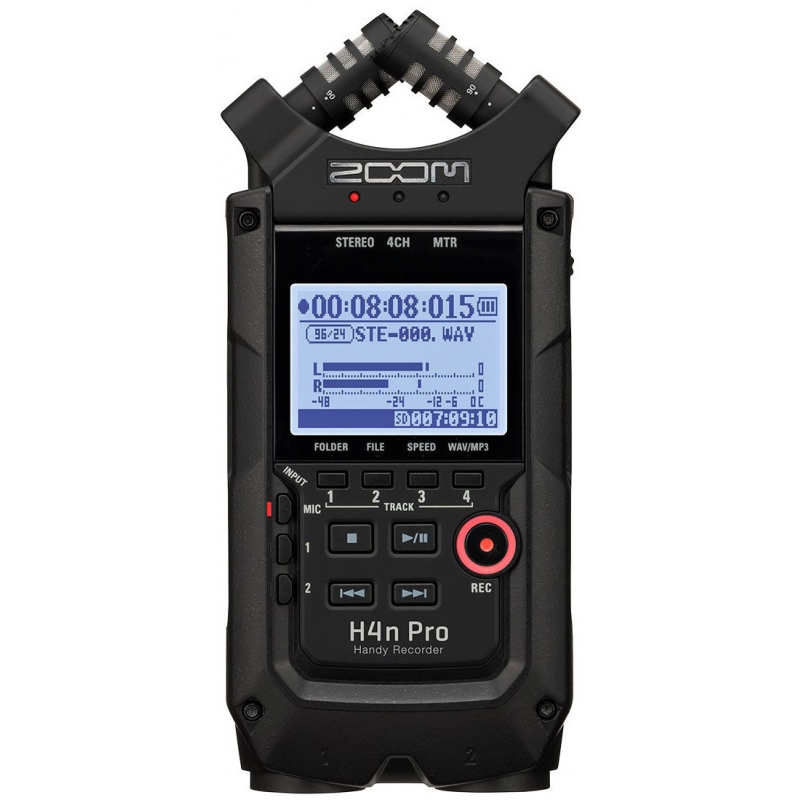 90 90
ZOOM
STEREO 4CH MTR
00:08:08:015
96/24 STE-000.WAV
L 0
R 0
-48 -24 -12 -6 0C
SD 007:09:10
FOLDER FILE SPEED WAV/MP3
INPUT
1 2 3 4
MIC TRACK
1
2 REC
H4n Pro
Handy Recorder
1 2